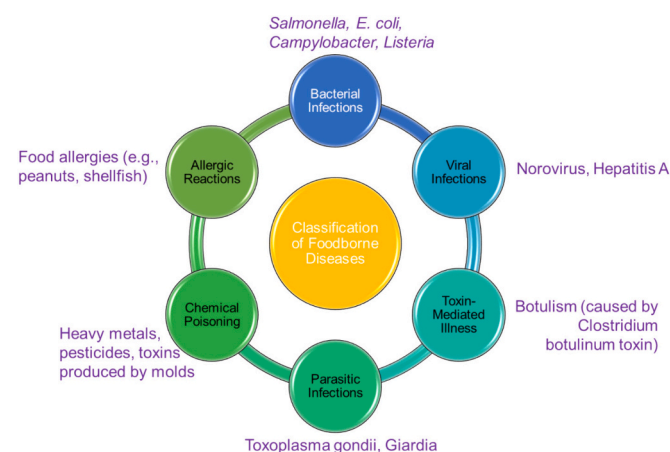 Salmonella, E. coli,
Campylobacter, Listeria
Bacterial
Infections
Viral
Infections
Norovirus, Hepatitis A
Toxin-
Mediated
Illness
Botulism (caused by
Clostridium
botulinum toxin)
Parasitic
Infections
Toxoplasma gondii, Giardia
Chemical
Poisoning
Heavy metals,
pesticides, toxins
produced by molds
Allergic
Reactions
Food allergies (e.g.,
peanuts, shellfish)
Classification
of Foodborne
Diseases